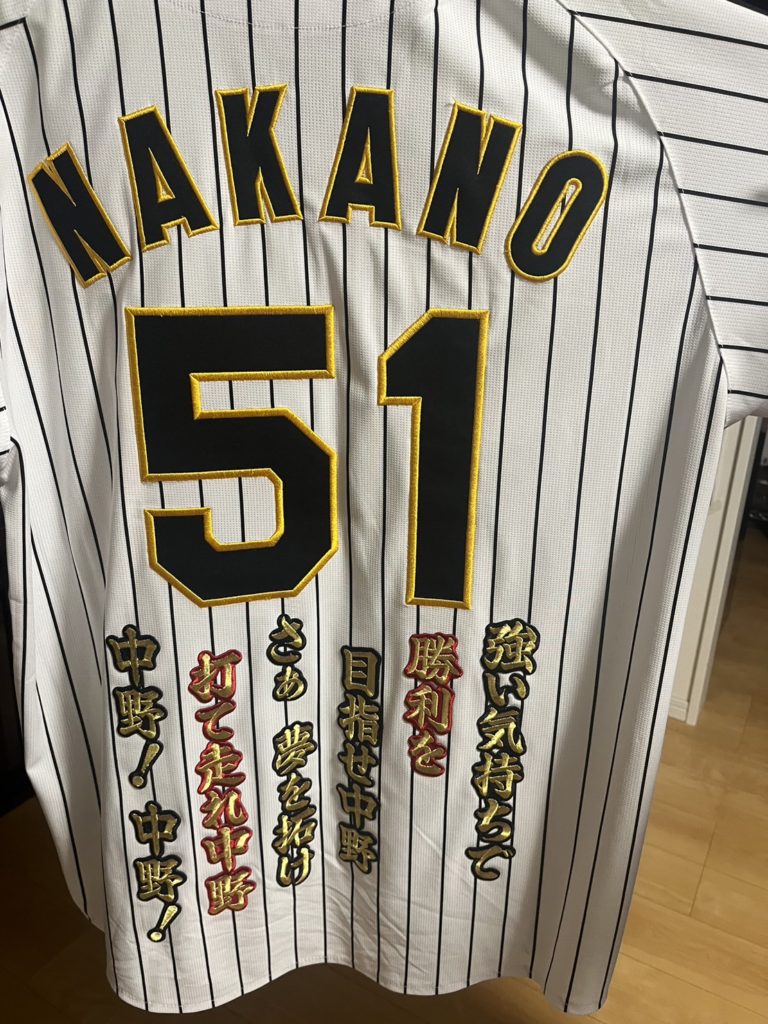 NAKANO
51
強い気持ちで
勝利を
目指せ中野
さぁ 夢を拓け
打て走れ中野
中野! 中野!